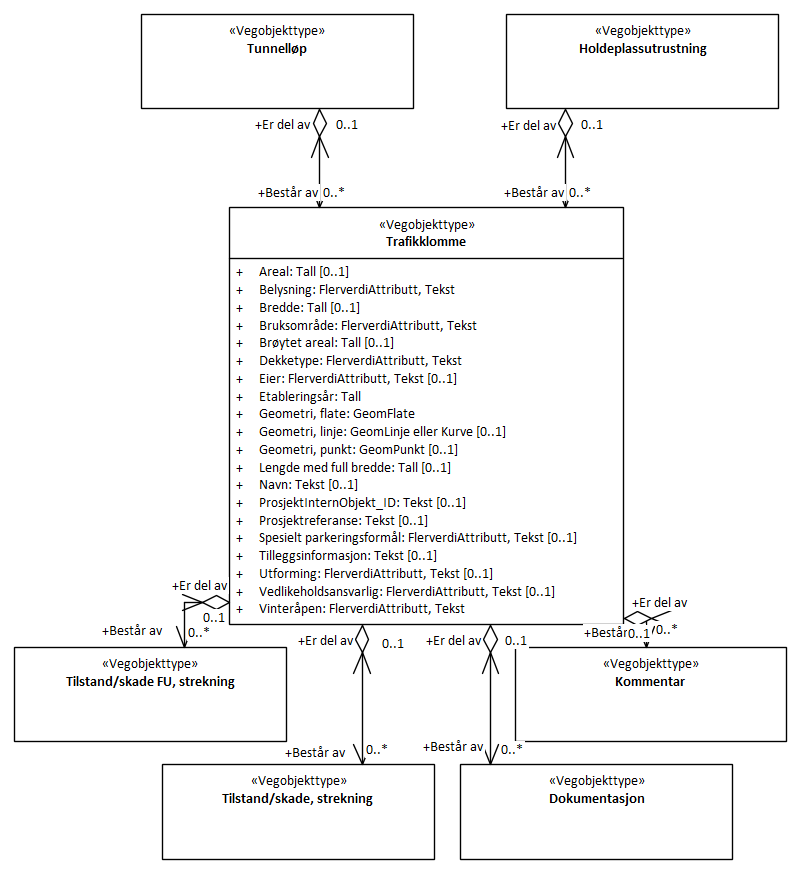 «Vegobjekttype»
Tunnelløp
«Vegobjekttype»
Holdeplassutrustning
+Er del av 0..1
+Er del av 0..1
+Består av 0..*
+Består av 0..*
«Vegobjekttype»
Trafikklomme
+ Areal: Tall [0..1]
+ Belysning: FlerverdiAttributt, Tekst
+ Bredde: Tall [0..1]
+ Bruksområde: FlerverdiAttributt, Tekst
+ Brøytet areal: Tall [0..1]
+ Dekketype: FlerverdiAttributt, Tekst
+ Eier: FlerverdiAttributt, Tekst [0..1]
+ Etableringsår: Tall
+ Geometri, flate: GeomFlate
+ Geometri, linje: GeomLinje eller Kurve [0..1]
+ Geometri, punkt: GeomPunkt [0..1]
+ Lengde med full bredde: Tall [0..1]
+ Navn: Tekst [0..1]
+ ProsjektInternObjekt_ID: Tekst [0..1]
+ Prosjektreferanse: Tekst [0..1]
+ Spesielt parkeringsformål: FlerverdiAttributt, Tekst [0..1]
+ Tilleggsinformasjon: Tekst [0..1]
+ Utforming: FlerverdiAttributt, Tekst [0..1]
+ Vedlikeholdsansvarlig: FlerverdiAttributt, Tekst [0..1]
+ Vinteråpen: FlerverdiAttributt, Tekst
+Er del av
0..1
+Består av 0..*
+Er del av
0..1
+Består 0..*
+Er del av 0..1
+Er del av 0..1
«Vegobjekttype»
Tilstand/skade FU, strekning
«Vegobjekttype»
Kommentar
+Består av 0..*
+Består av 0..*
«Vegobjekttype»
Tilstand/skade, strekning
«Vegobjekttype»
Dokumentasjon